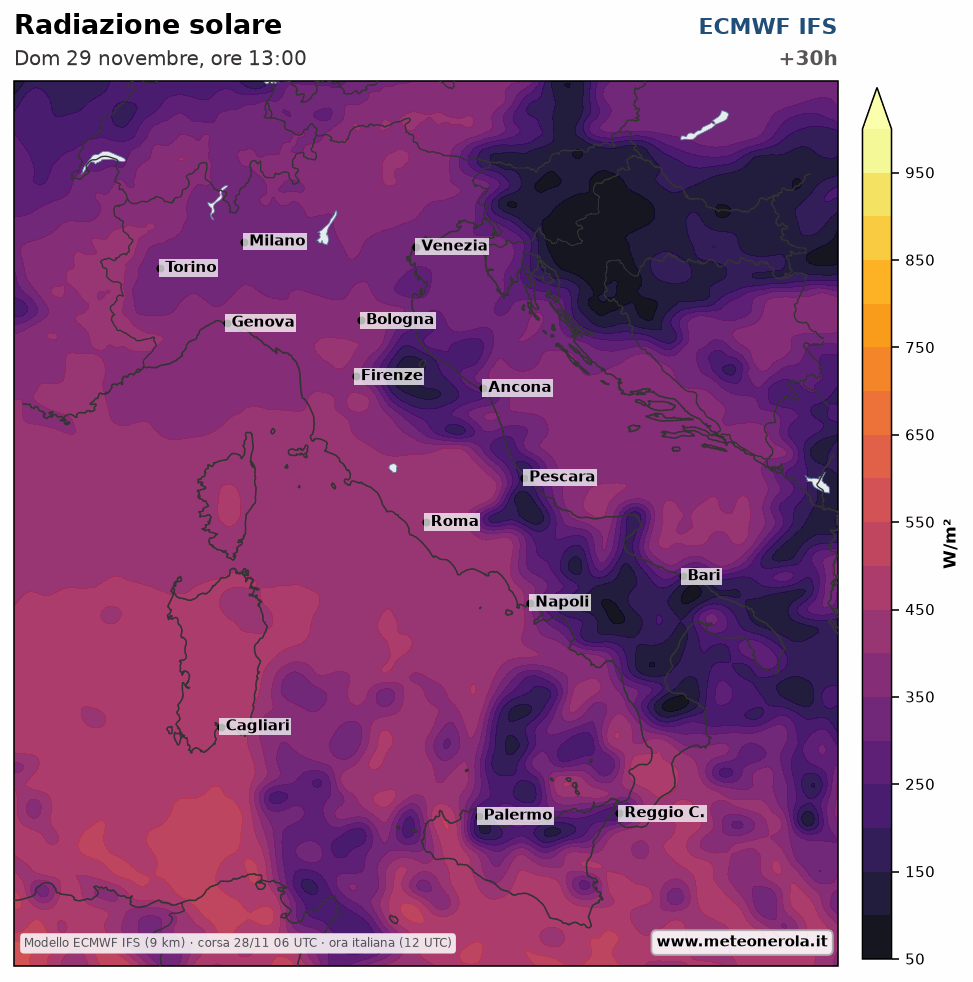 Radiazione solare
ECMWF IFS
Dom 29 novembre, ore 13:00
+30h
Milano
Venezia
Torino
Genova
Bologna
Firenze
Ancona
Pescara
Roma
Bari
Napoli
Cagliari
Palermo
Reggio C.
950
850
750
650
550
450
350
250
150
50
W/m²
Modello ECMWF IFS (9 km) · corsa 28/11 06 UTC · ora italiana (12 UTC)
www.meteonerola.it